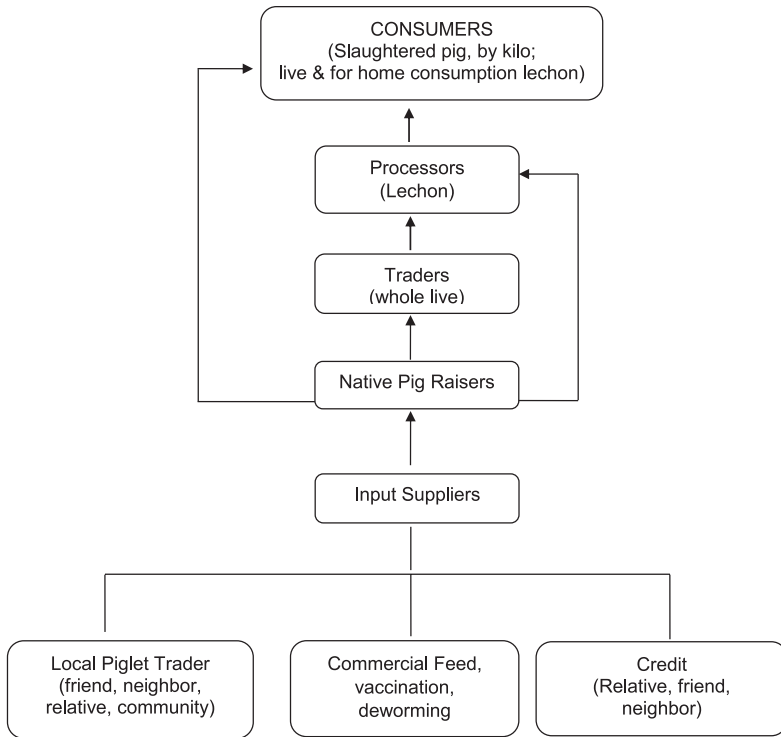 CONSUMERS
(Slaughtered pig, by kilo;
live & for home consumption lechon)
Processors
(Lechon)
Traders
(whole live)
Native Pig Raisers
Input Suppliers
Local Piglet Trader
(friend, neighbor,
relative, community)
Commercial Feed,
vaccination,
deworming
Credit
(Relative, friend,
neighbor)